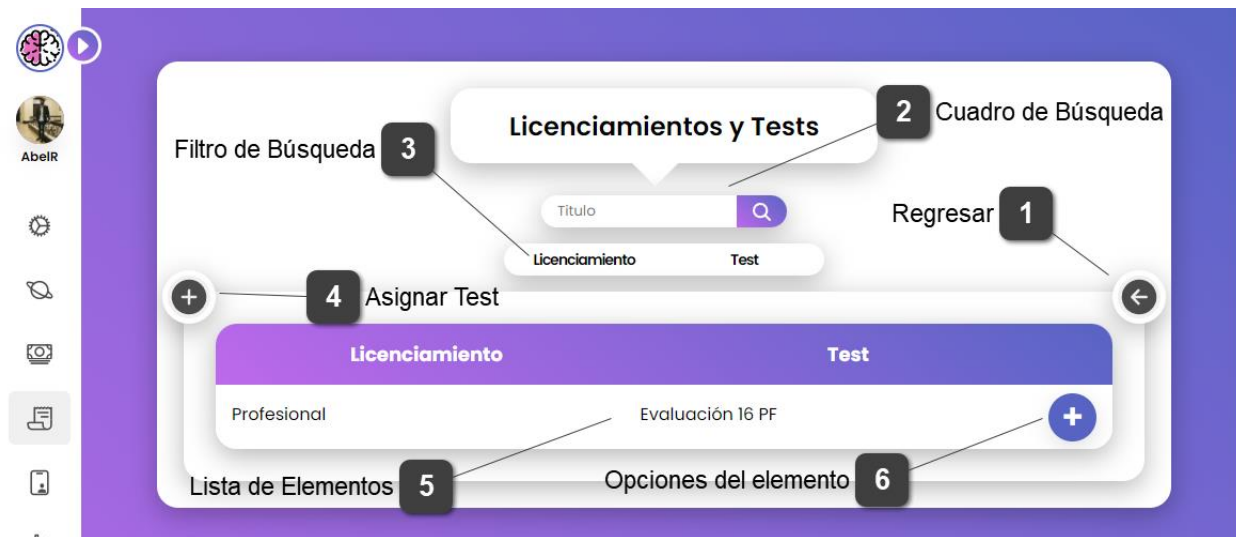 AbelR
Licenciamientos y Tests
2 Cuadro de Búsqueda
Filtro de Búsqueda 3
Titulo
Regresar 1
Licenciamiento Test
4 Asignar Test
Licenciamiento Test
Profesional Evaluación 16 PF
Lista de Elementos 5
Opciones del elemento 6